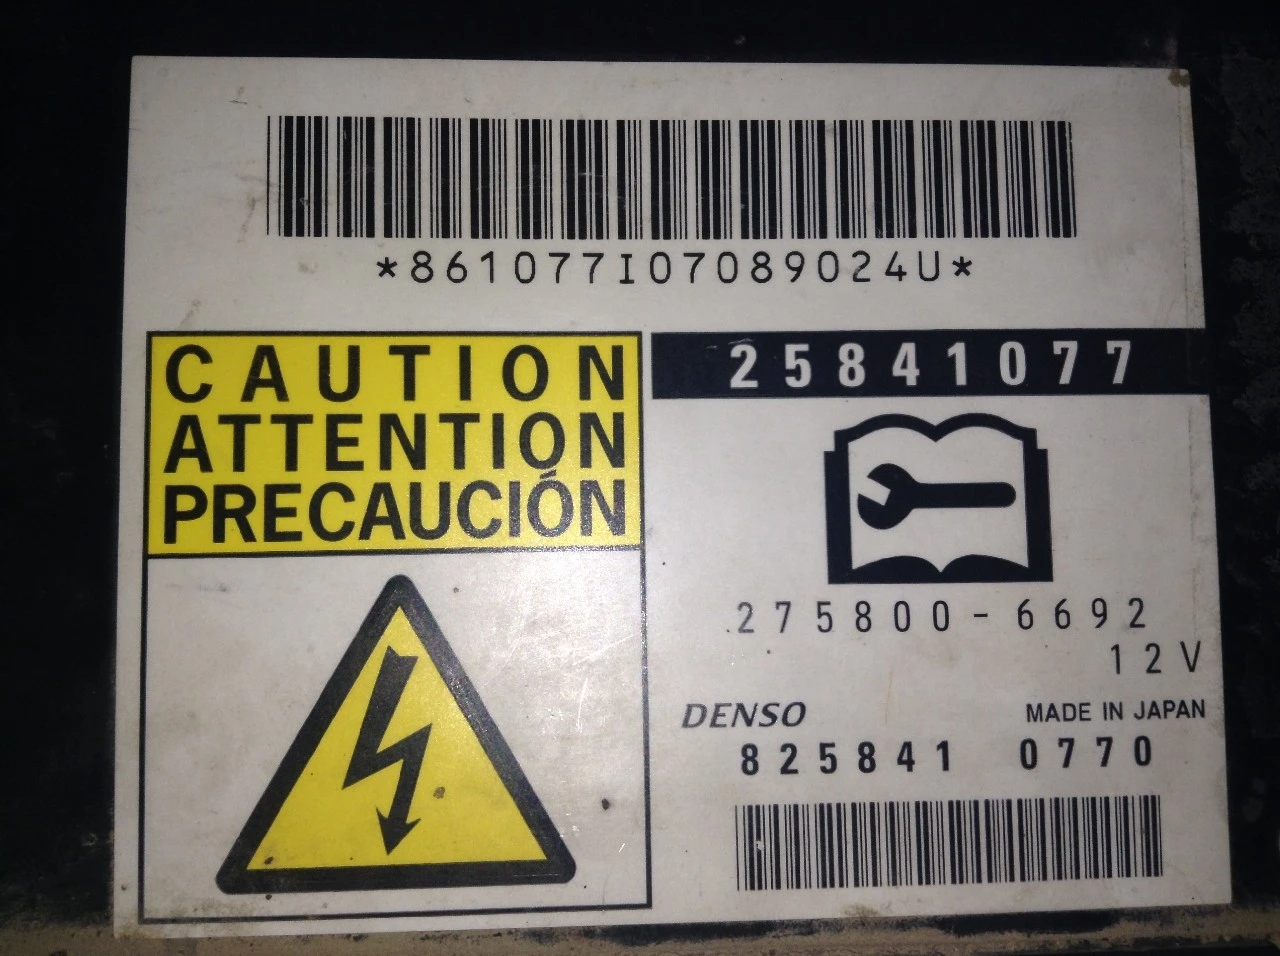 *861077I07089024U*
CAUTION
ATTENTION
PRECAUCIÓN
25841077
275800-6692
12V
DENSO
MADE IN JAPAN
825841 0770